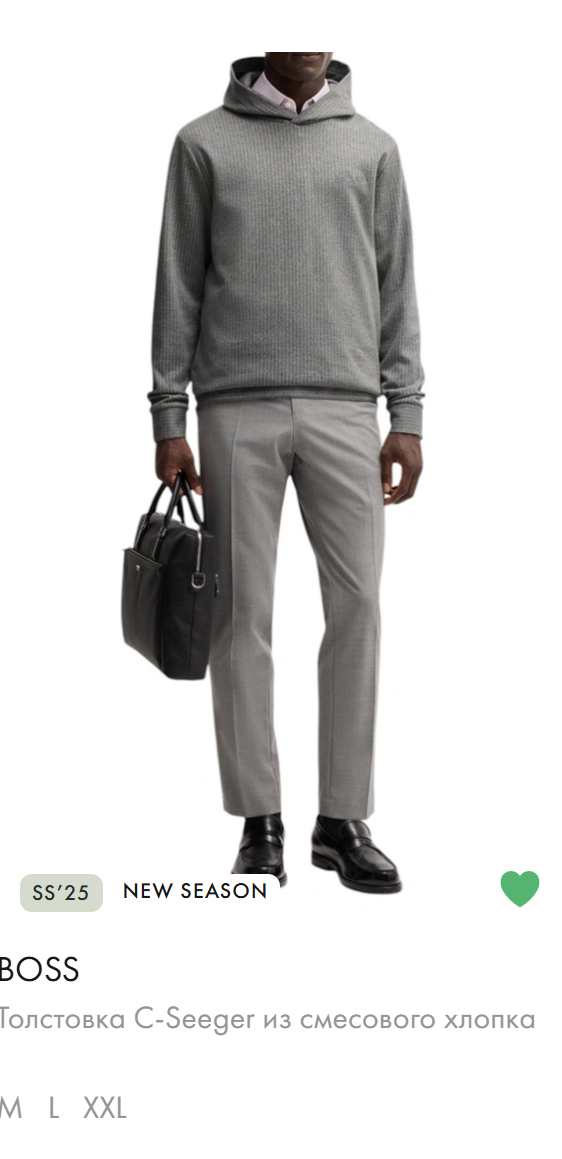 SS’25 NEW SEASON
BOSS
Толстовка C-Seeger из смесового хлопка
M L XXL